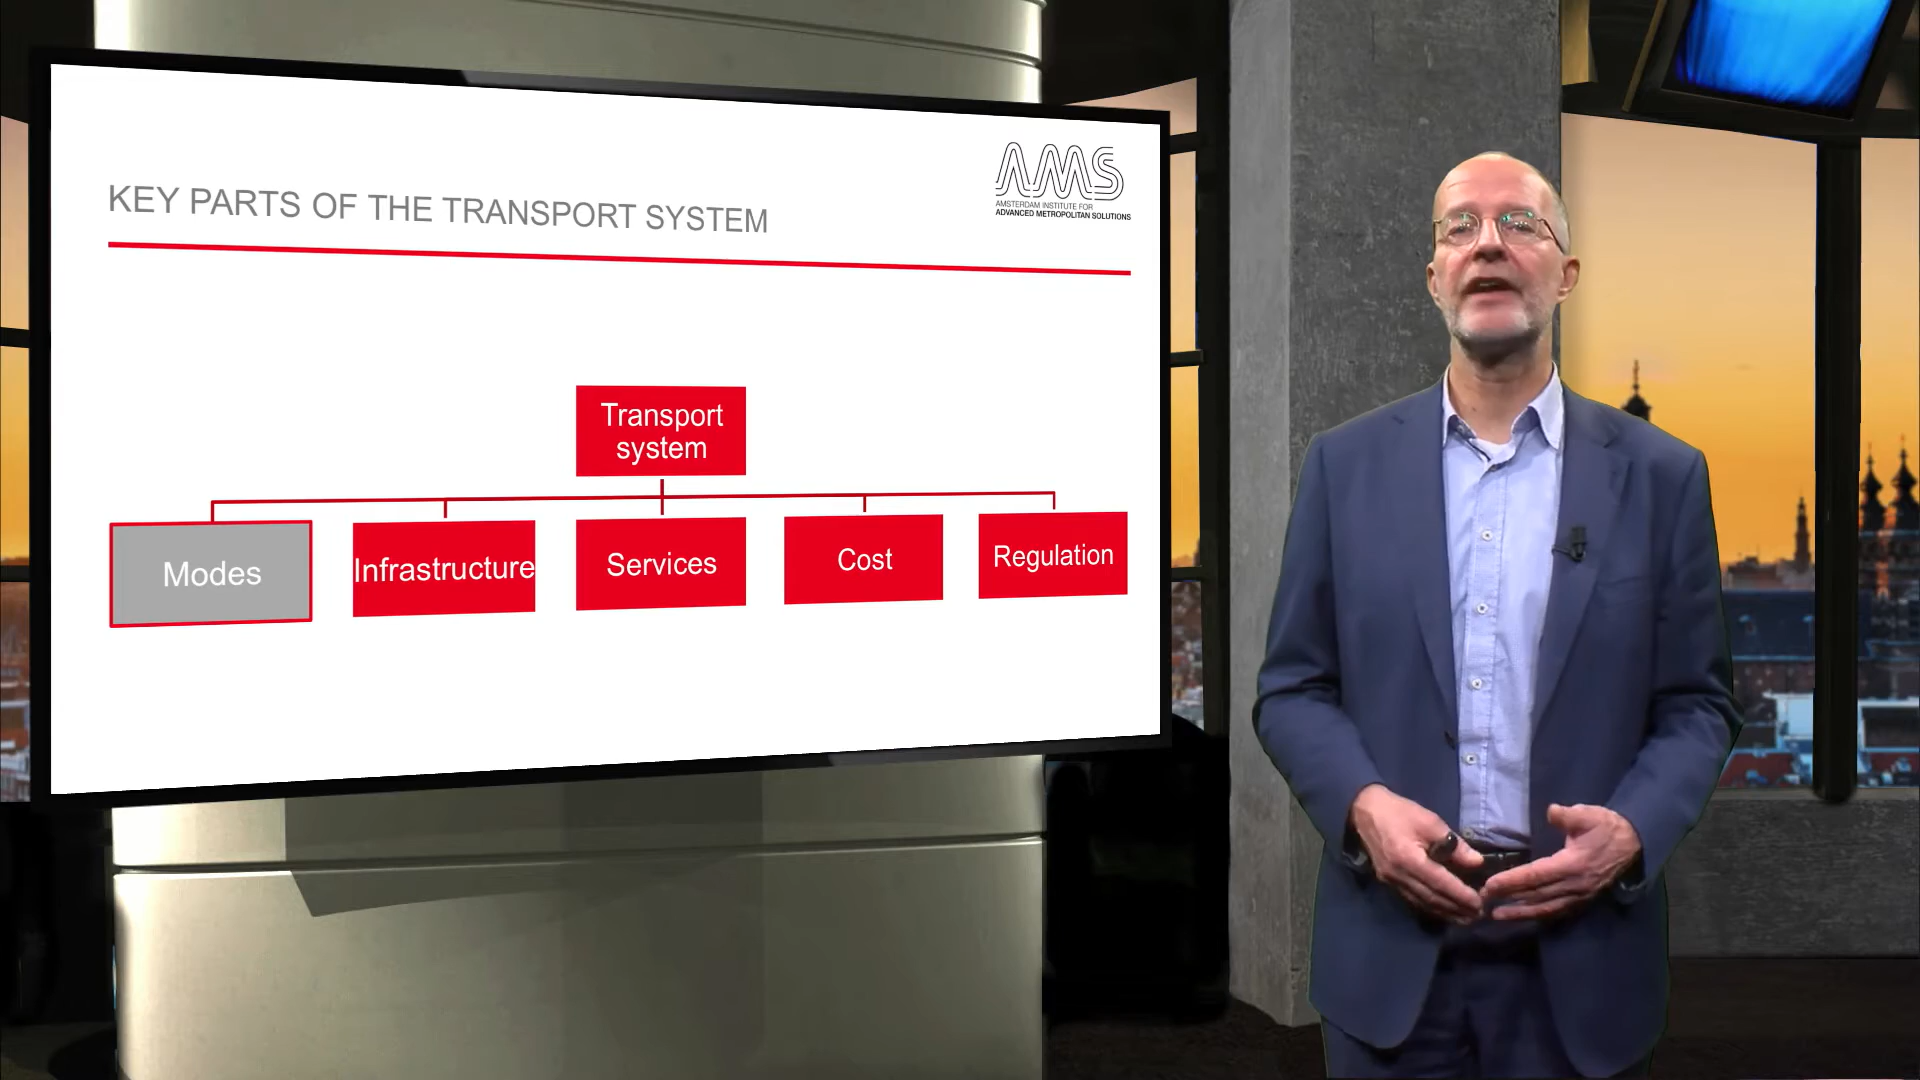 AMS
AMSTERDAM INSTITUTE FOR
ADVANCED METROPOLITAN SOLUTIONS
KEY PARTS OF THE TRANSPORT SYSTEM
Transport
system
Modes
Infrastructure
Services
Cost
Regulation